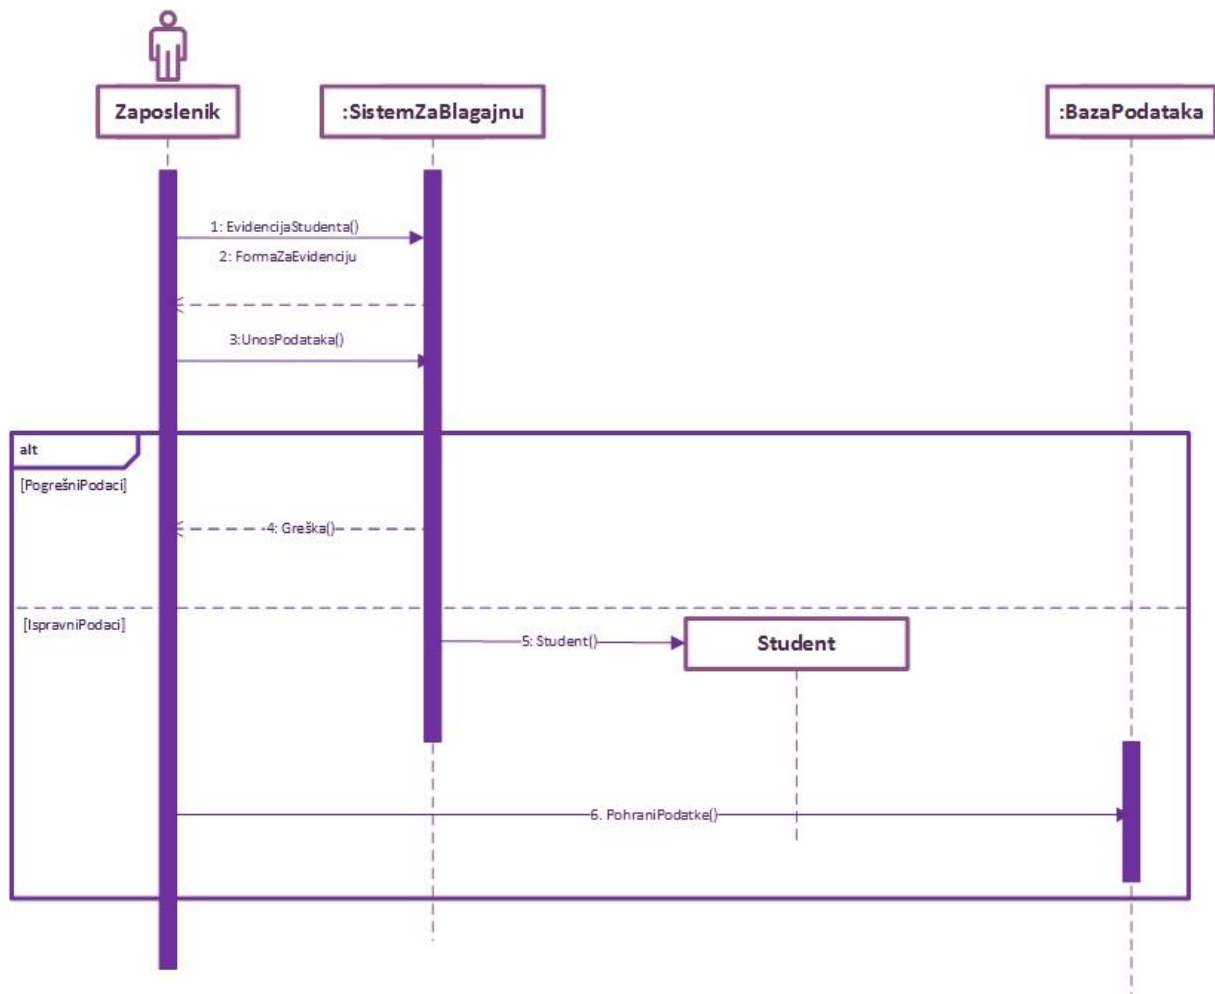 Zaposlenik
:SistemZaBlagajnu
:BazaPodataka
1: EvidencijaStudenta()
2: FormaZaEvidenciju
3:UnosPodataka()
alt
[PogrešniPodaci]
4: Greška()
[IspravniPodaci]
5: Student()
Student
6. PohraniPodatke()